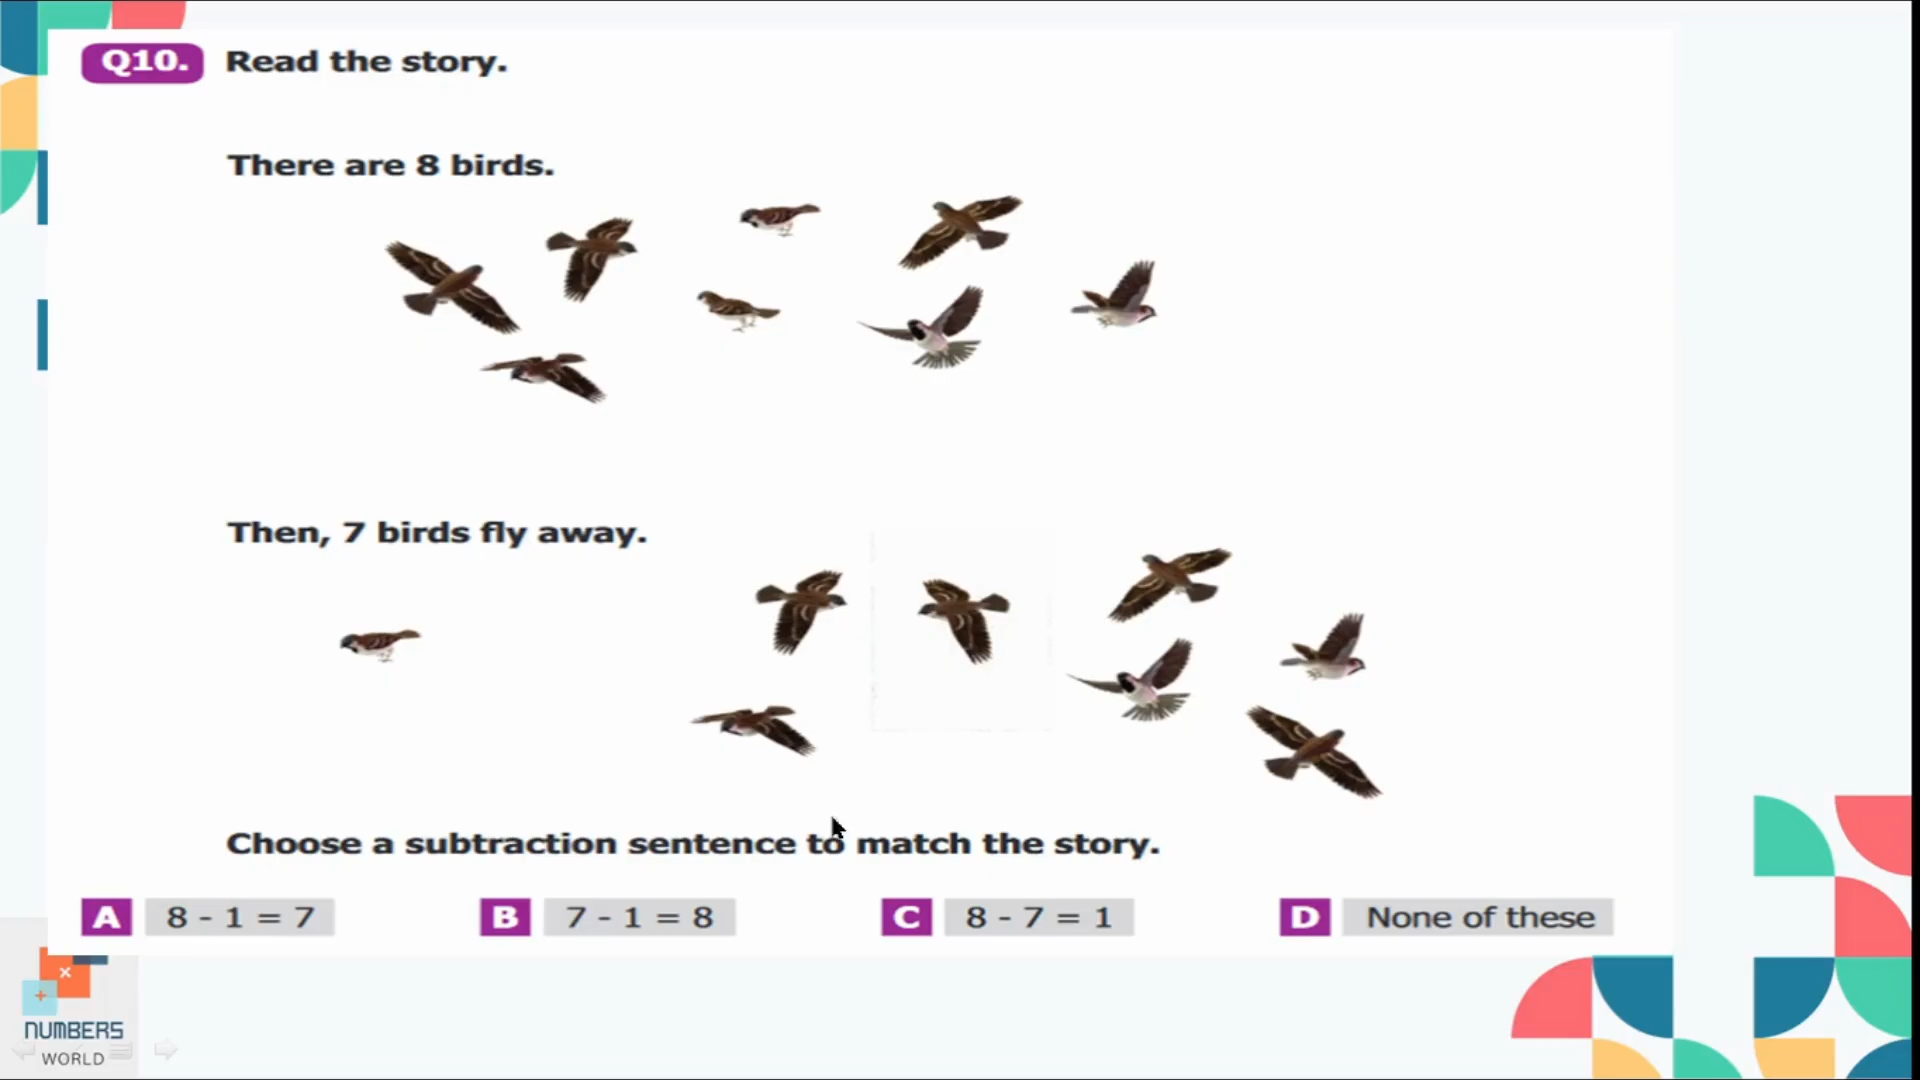 Q10. Read the story.
There are 8 birds.
Then, 7 birds fly away.
Choose a subtraction sentence to match the story.
A 8 - 1 = 7 B 7 - 1 = 8 C 8 - 7 = 1 D None of these
×
+
NUMBERS
WORLD